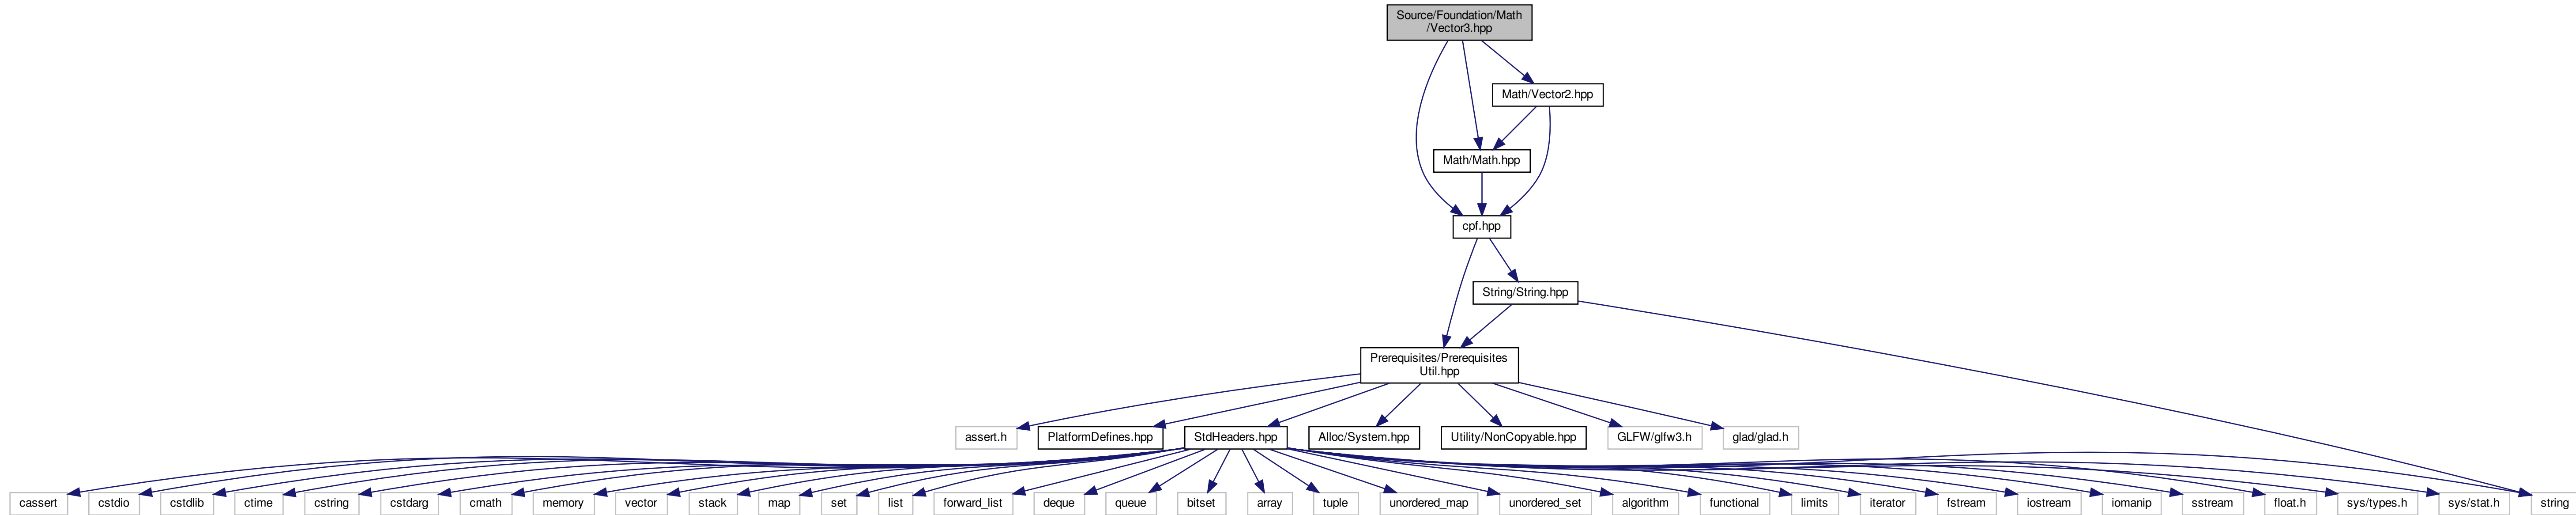 Source/Foundation/Math
/Vector3.hpp
Math/Vector2.hpp
Math/Math.hpp
cpf.hpp
String/String.hpp
Prerequisites/Prerequisites
Util.hpp
assert.h
PlatformDefines.hpp
StdHeaders.hpp
Alloc/System.hpp
Utility/NonCopyable.hpp
GLFW/glfw3.h
glad/glad.h
cassert
cstdio
cstdlib
ctime
cstring
cstdarg
cmath
memory
vector
stack
map
set
list
forward_list
deque
queue
bitset
array
tuple
unordered_map
unordered_set
algorithm
functional
limits
iterator
fstream
iostream
iomanip
sstream
float.h
sys/types.h
sys/stat.h
string